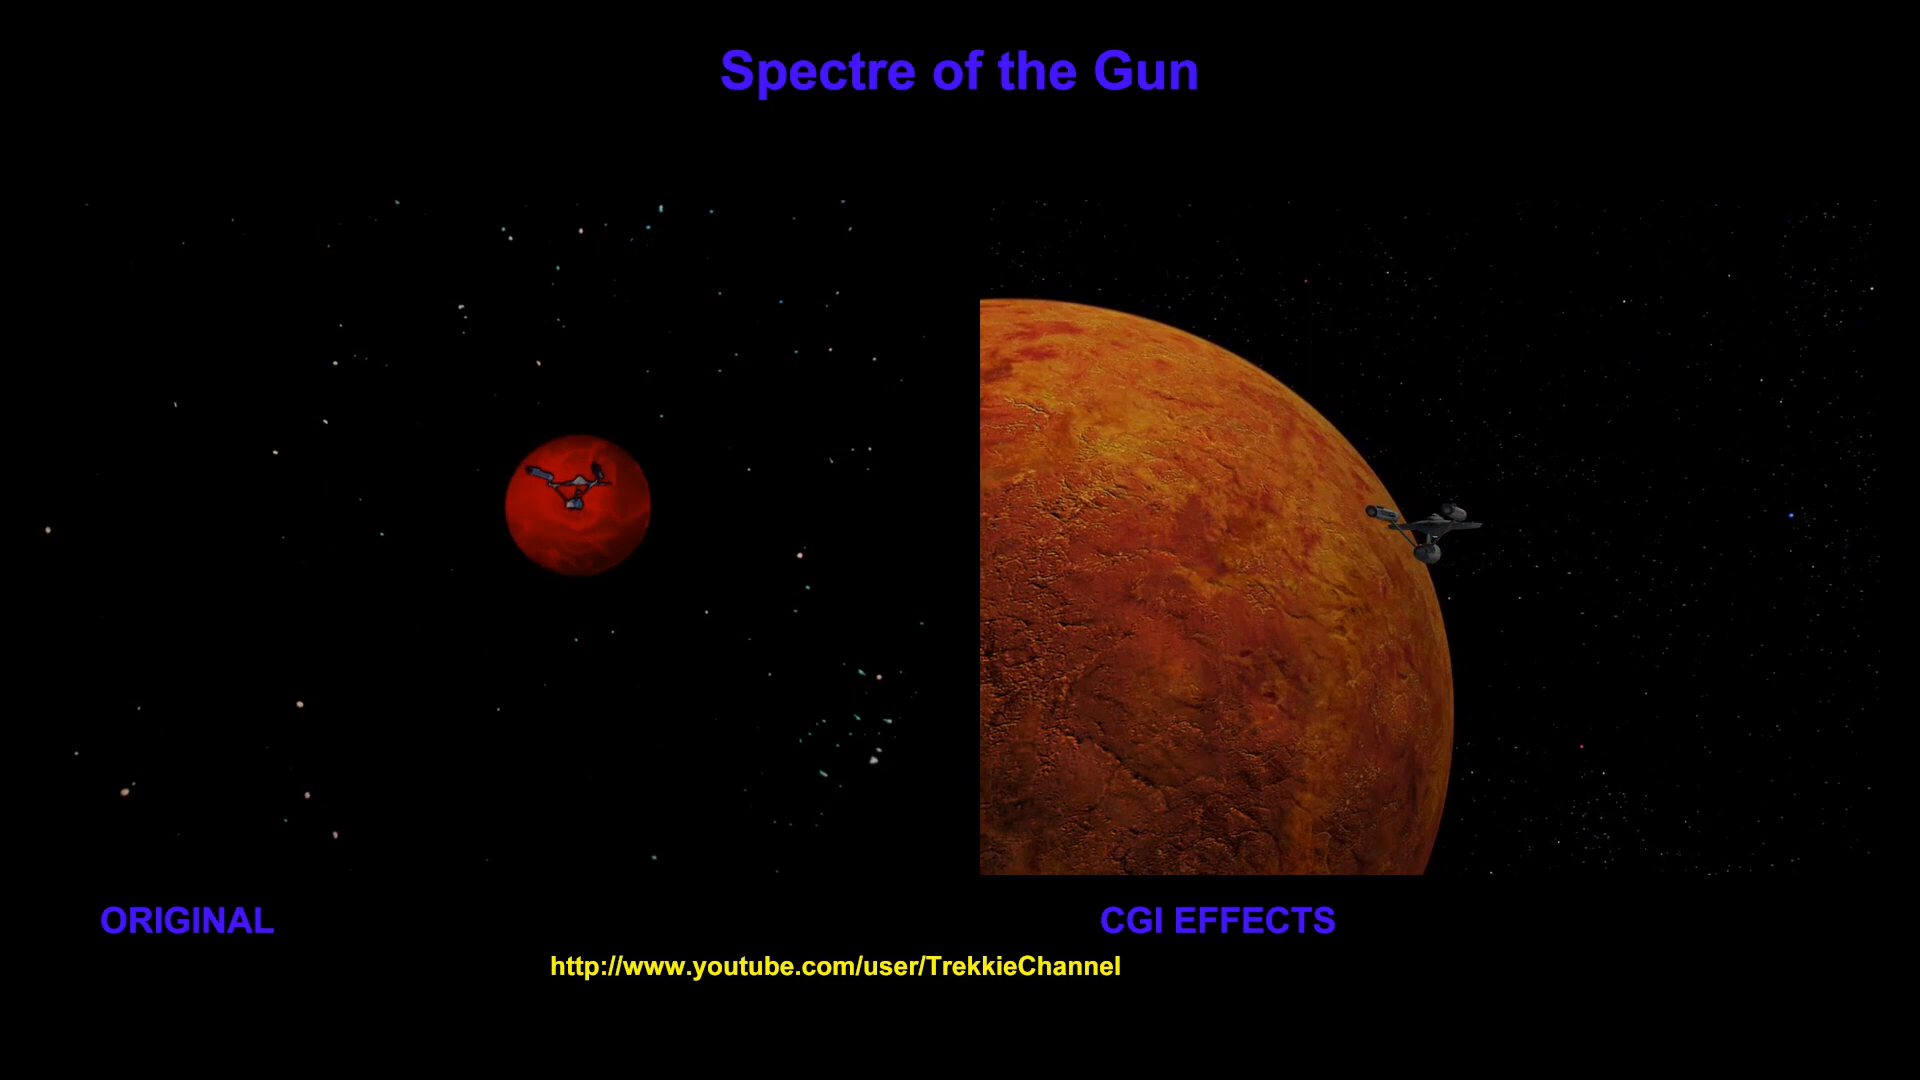 Spectre of the Gun
ORIGINAL
CGI EFFECTS
http://www.youtube.com/user/TrekkieChannel